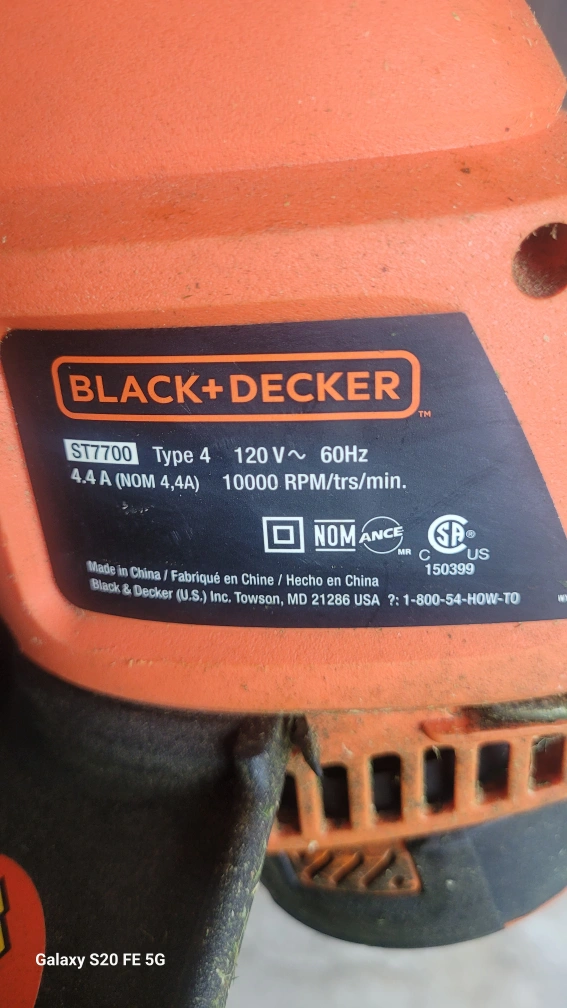 BLACK+DECKER™
ST7700 Type 4 120 V~ 60Hz
4.4 A (NOM 4,4A) 10000 RPM/trs/min.
NOM ANCE MR C SA® US
150399
Made in China / Fabriqué en Chine / Hecho en China
Black & Decker (U.S.) Inc. Towson, MD 21286 USA ?: 1-800-54-HOW-TO
Galaxy S20 FE 5G